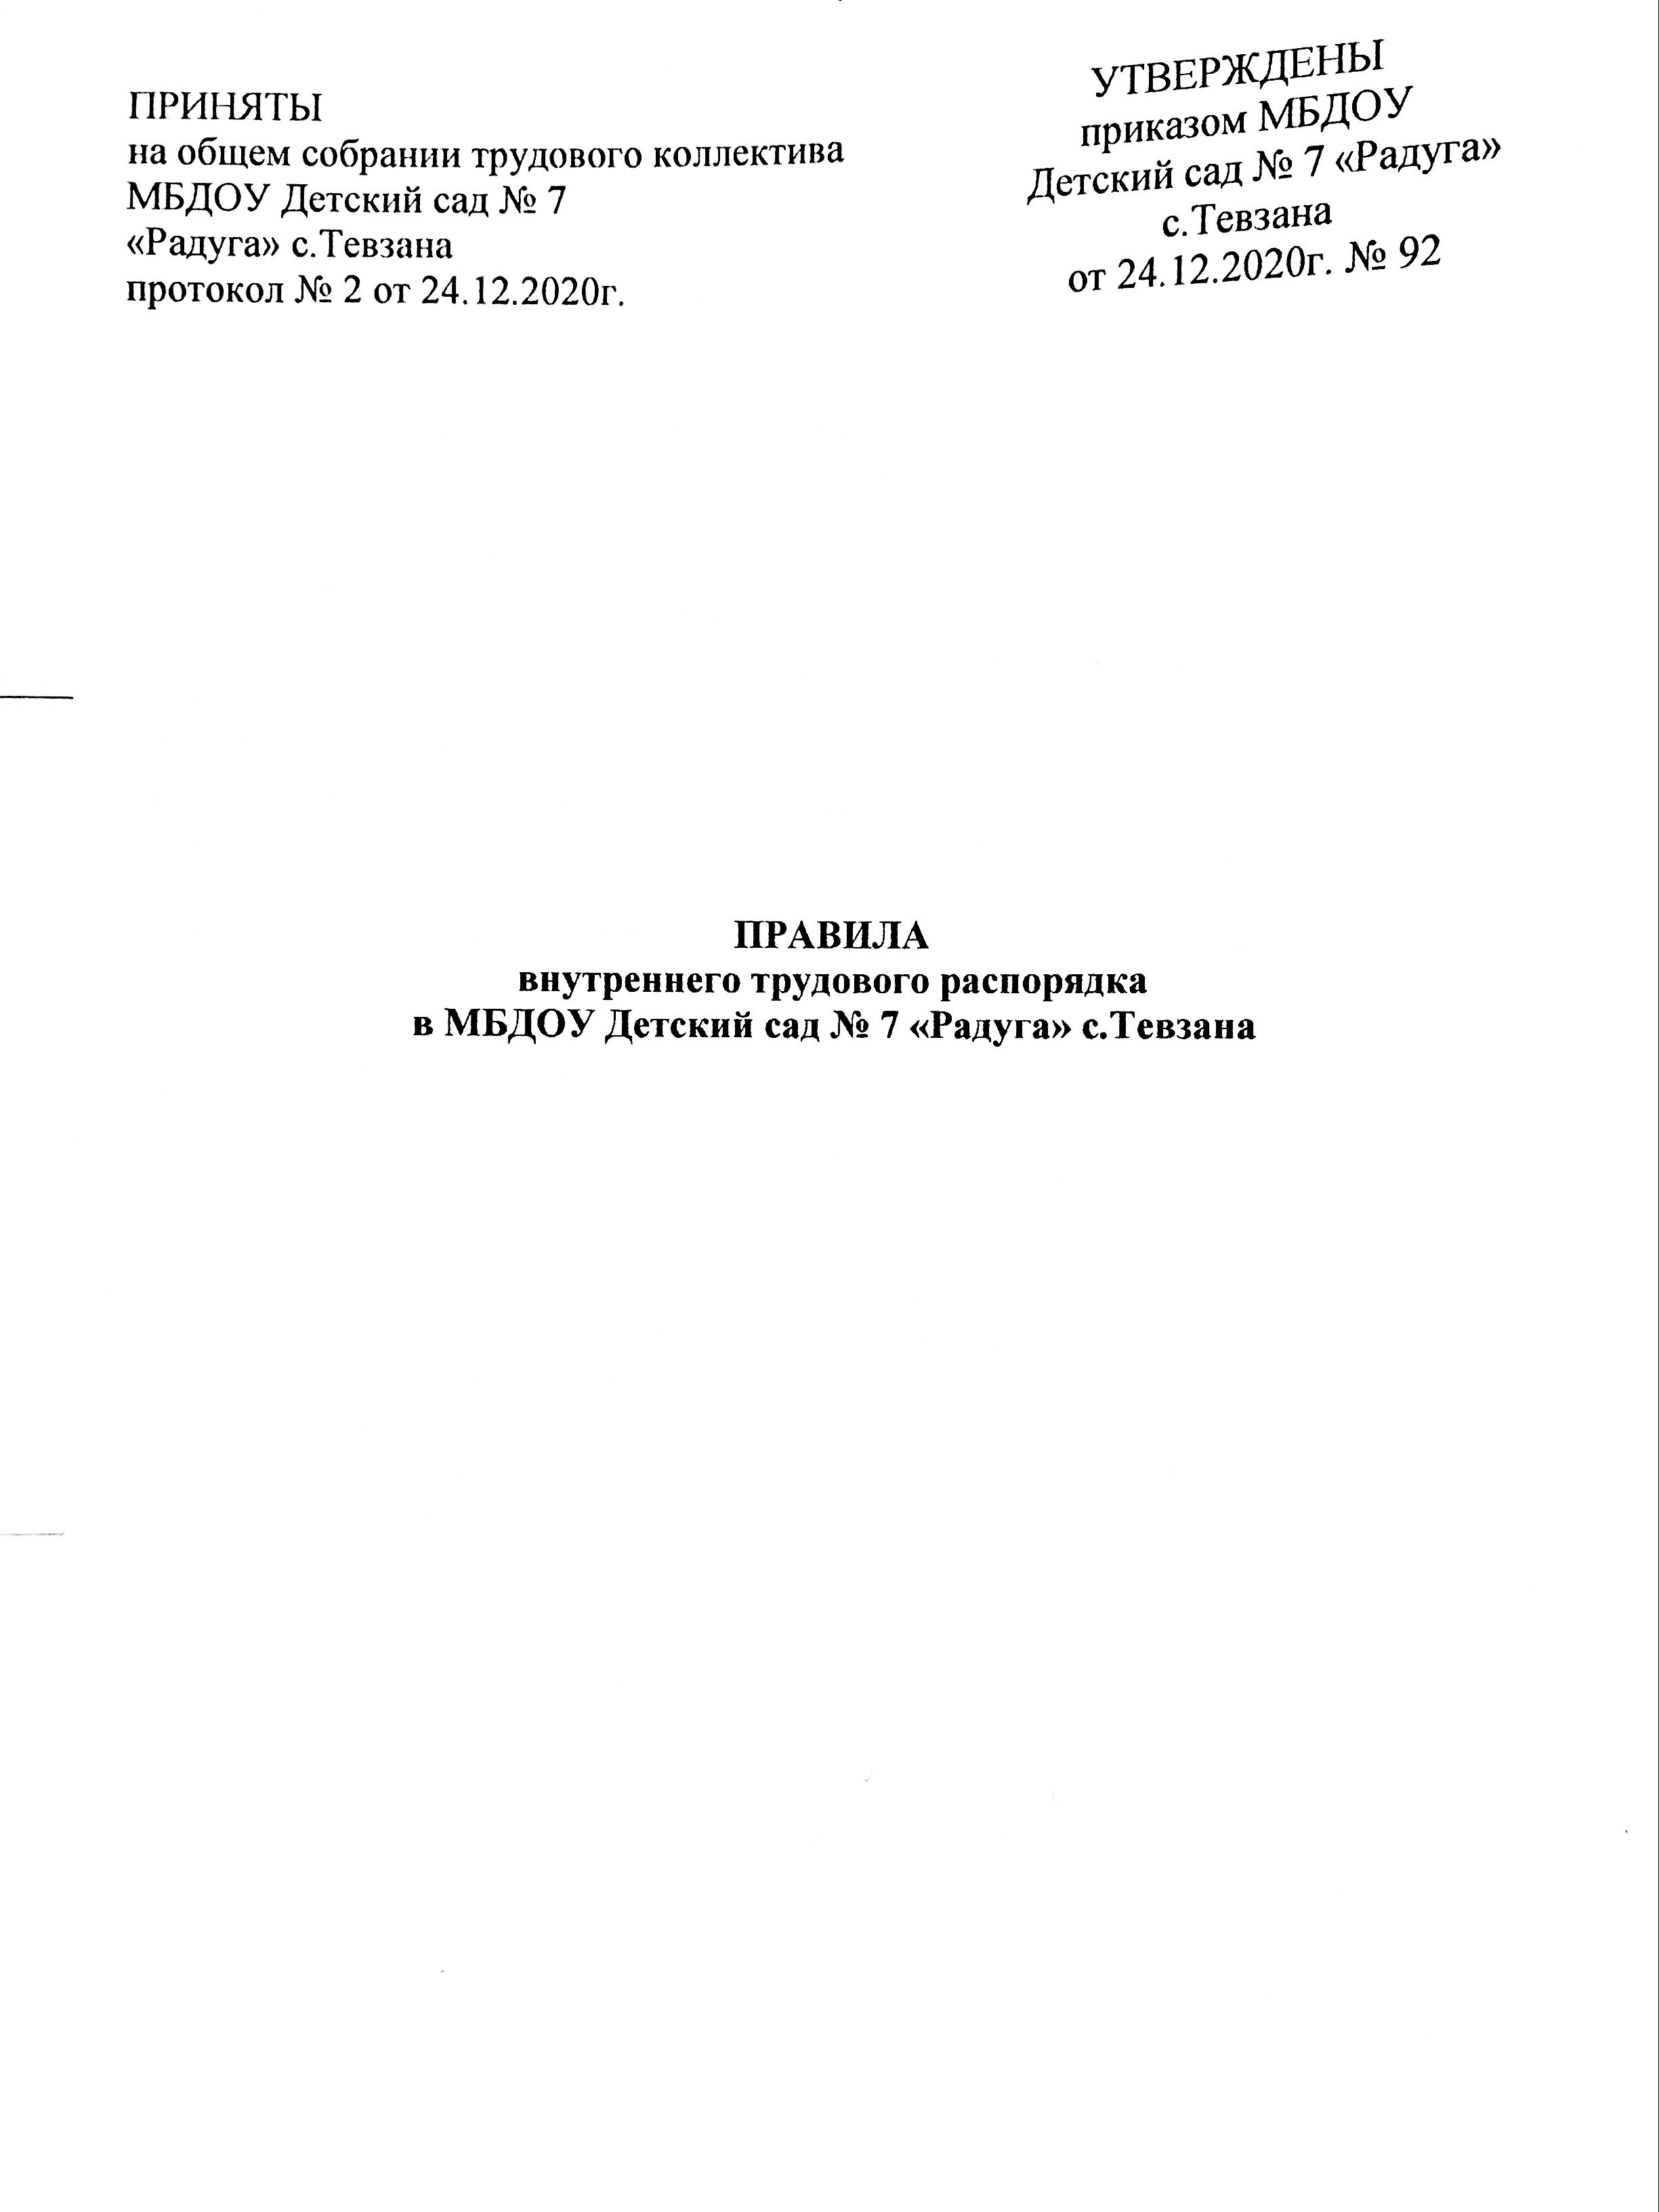 ПРИНЯТЫ
на общем собрании трудового коллектива
МБДОУ Детский сад № 7
«Радуга» с.Тевзана
протокол № 2 от 24.12.2020г.
УТВЕРЖДЕНЫ
приказом МБДОУ
Детский сад № 7 «Радуга»
с.Тевзана
от 24.12.2020г. № 92
ПРАВИЛА
внутреннего трудового распорядка
в МБДОУ Детский сад № 7 «Радуга» с.Тевзана